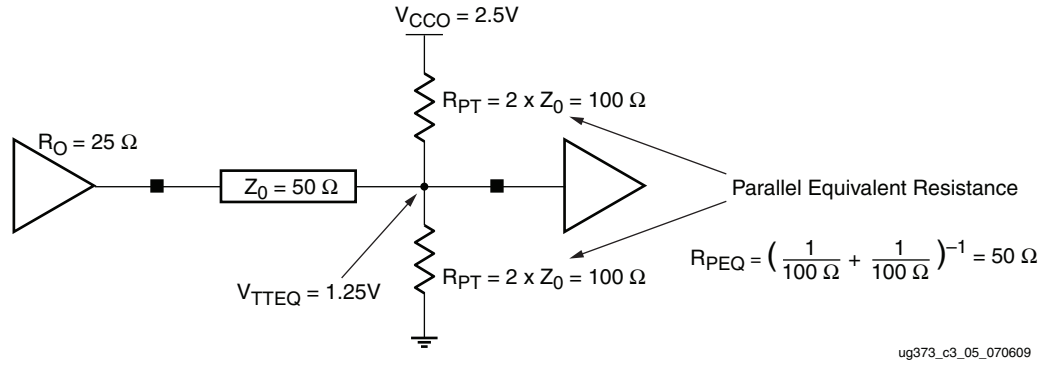 V_CCO = 2.5V
R_PT = 2 x Z_0 = 100 Ω
R_O = 25 Ω
Z_0 = 50 Ω
Parallel Equivalent Resistance
R_PEQ = ( 1/100 Ω + 1/100 Ω )^–1 = 50 Ω
R_PT = 2 x Z_0 = 100 Ω
V_TTEQ = 1.25V
ug373_c3_05_070609